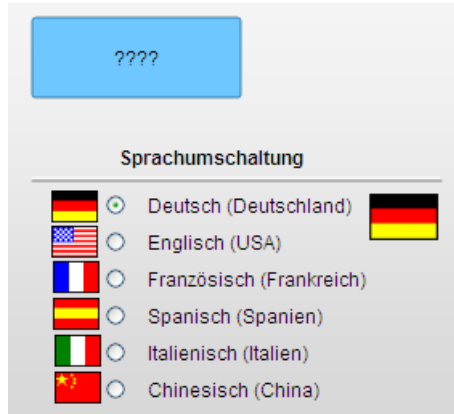 ????
Sprachumschaltung
Deutsch (Deutschland)
Englisch (USA)
Französisch (Frankreich)
Spanisch (Spanien)
Italienisch (Italien)
Chinesisch (China)